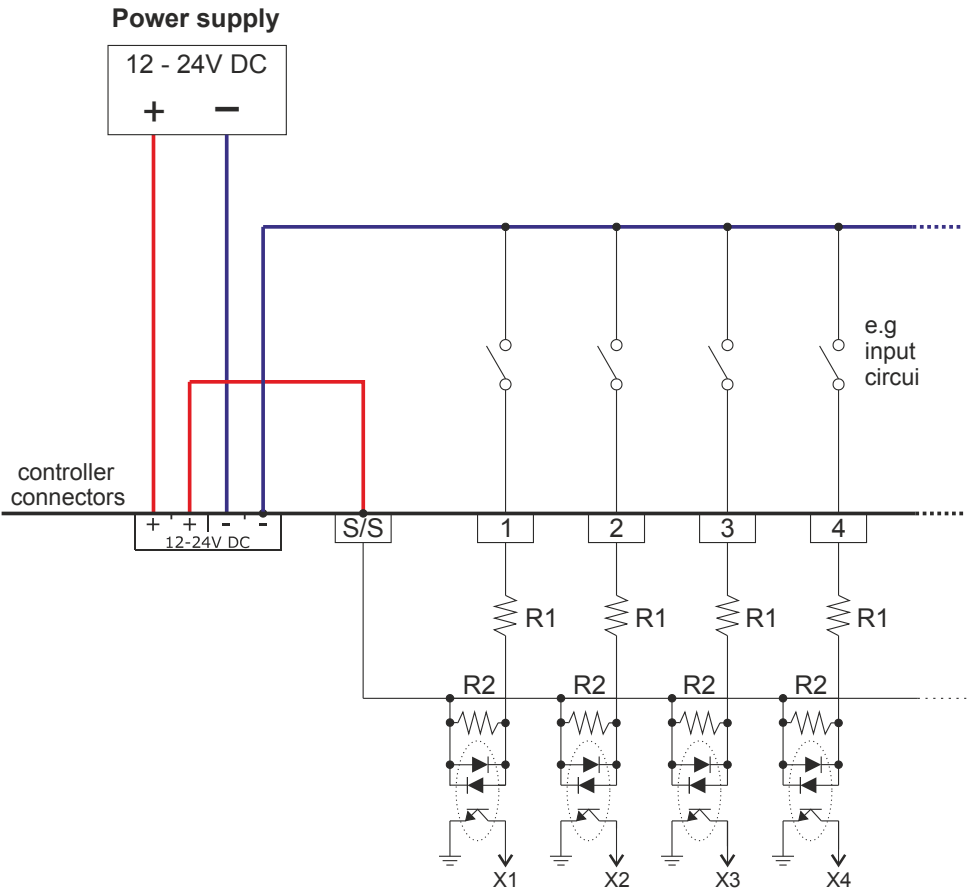 Power supply
12 - 24V DC
+ −
e.g
input
circui
controller
connectors
+ + - -
12-24V DC
S/S 1 2 3 4
R1 R1 R1 R1
R2 R2 R2 R2
X1 X2 X3 X4